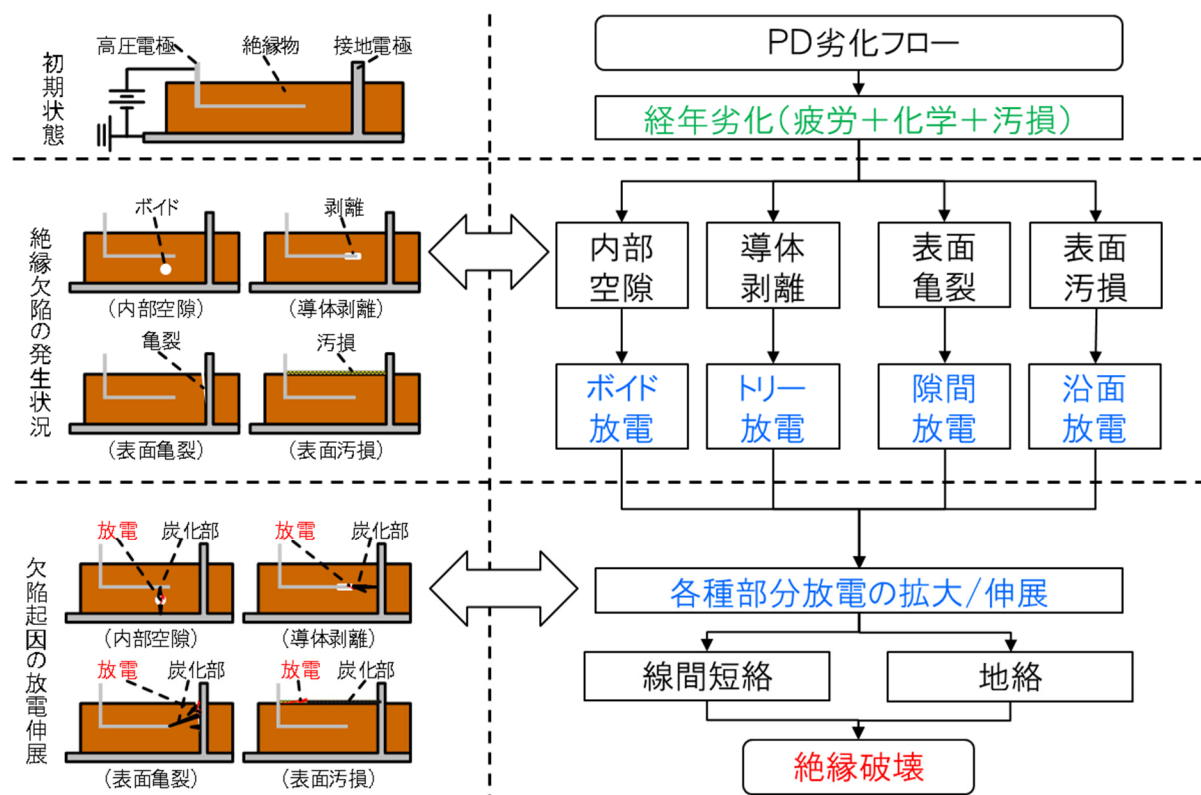 初期状態
高圧電極
絶縁物
接地電極
PD劣化フロー
経年劣化(疲労＋化学＋汚損)
絶縁欠陥の発生状況
ボイド
剥離
(内部空隙)
(導体剥離)
亀裂
汚損
(表面亀裂)
(表面汚損)
内部
空隙
導体
剥離
表面
亀裂
表面
汚損
ボイド
放電
トリー
放電
隙間
放電
沿面
放電
欠陥起因の放電伸展
放電
炭化部
放電
炭化部
(内部空隙)
(導体剥離)
放電
炭化部
放電
炭化部
(表面亀裂)
(表面汚損)
各種部分放電の拡大/伸展
線間短絡
地絡
絶縁破壊